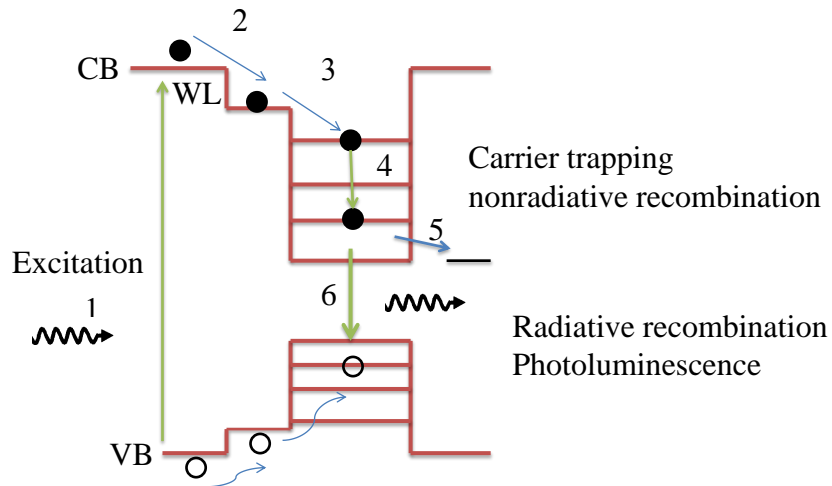 2
CB
3
WL
4
Carrier trapping
nonradiative recombination
5
Excitation
6
1
Radiative recombination
Photoluminescence
VB